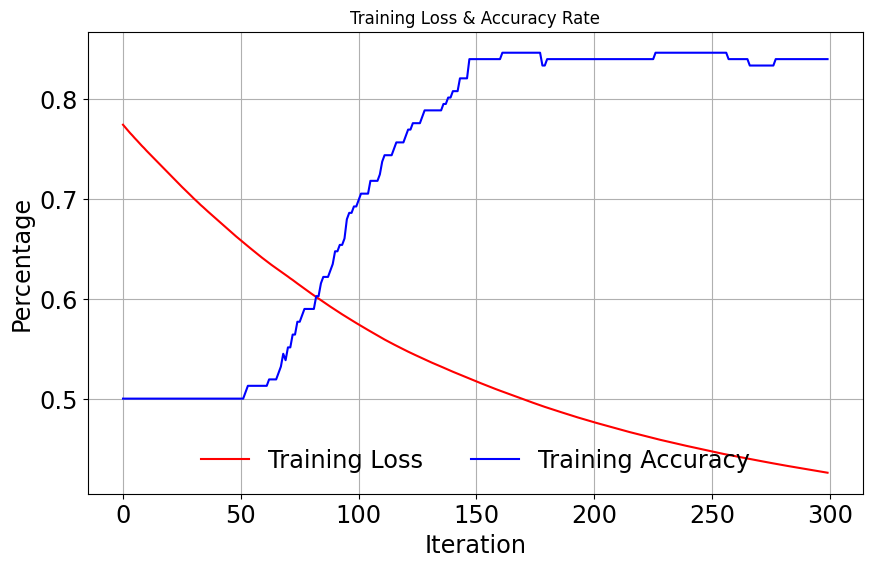 Training Loss & Accuracy Rate
Percentage
0.8
0.7
0.6
0.5
Training Loss Training Accuracy
0 50 100 150 200 250 300
Iteration